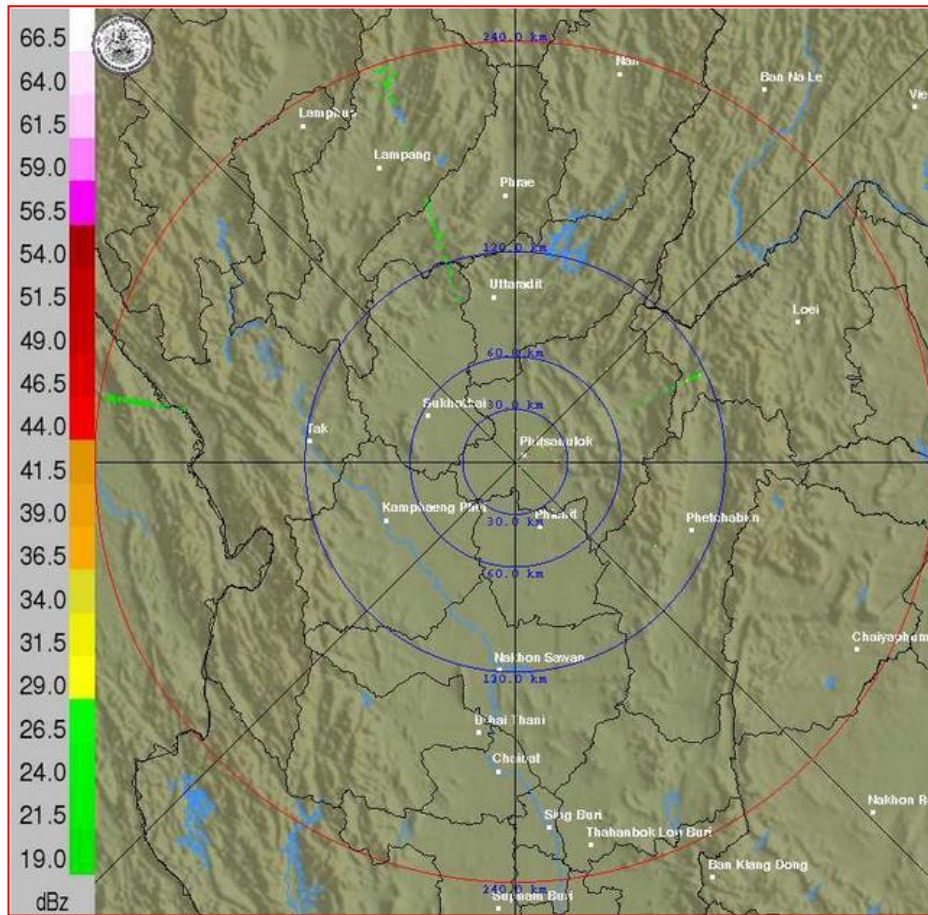 66.5
64.0
61.5
59.0
56.5
54.0
51.5
49.0
46.5
44.0
41.5
39.0
36.5
34.0
31.5
29.0
26.5
24.0
21.5
19.0
dBz
240.0 km
Nan
Ban Na Le
Lamphun
Lampang
Phrae
120.0 km
Uttaradit
Loei
60.0 km
30.0 km
Sukhothai
Tak
Phitsanulok
Kamphaeng Phet
Phichit
30.0 km
Phetchabun
60.0 km
Chaiyaphum
Nakhon Sawan
120.0 km
Uthai Thani
Chainat
Sing Buri
Thahanbok Lop Buri
Nakhon R
Ban Klang Dong
240.0 km
Suphan Buri